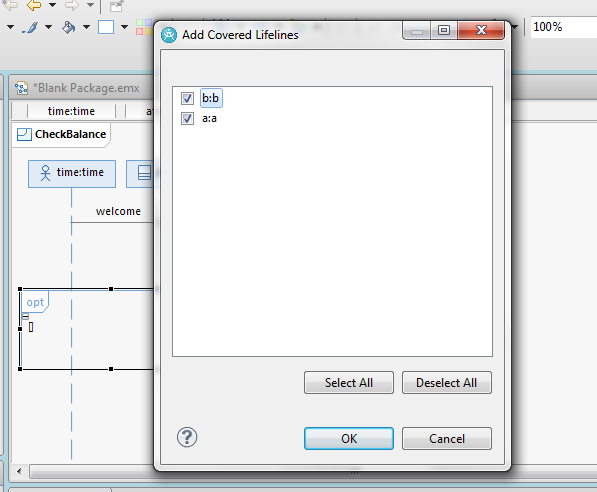 Add Covered Lifelines
100%
*Blank Package.emx
time:time
CheckBalance
time:time
welcome
opt
[]
b:b
a:a
Select All
Deselect All
?
OK
Cancel